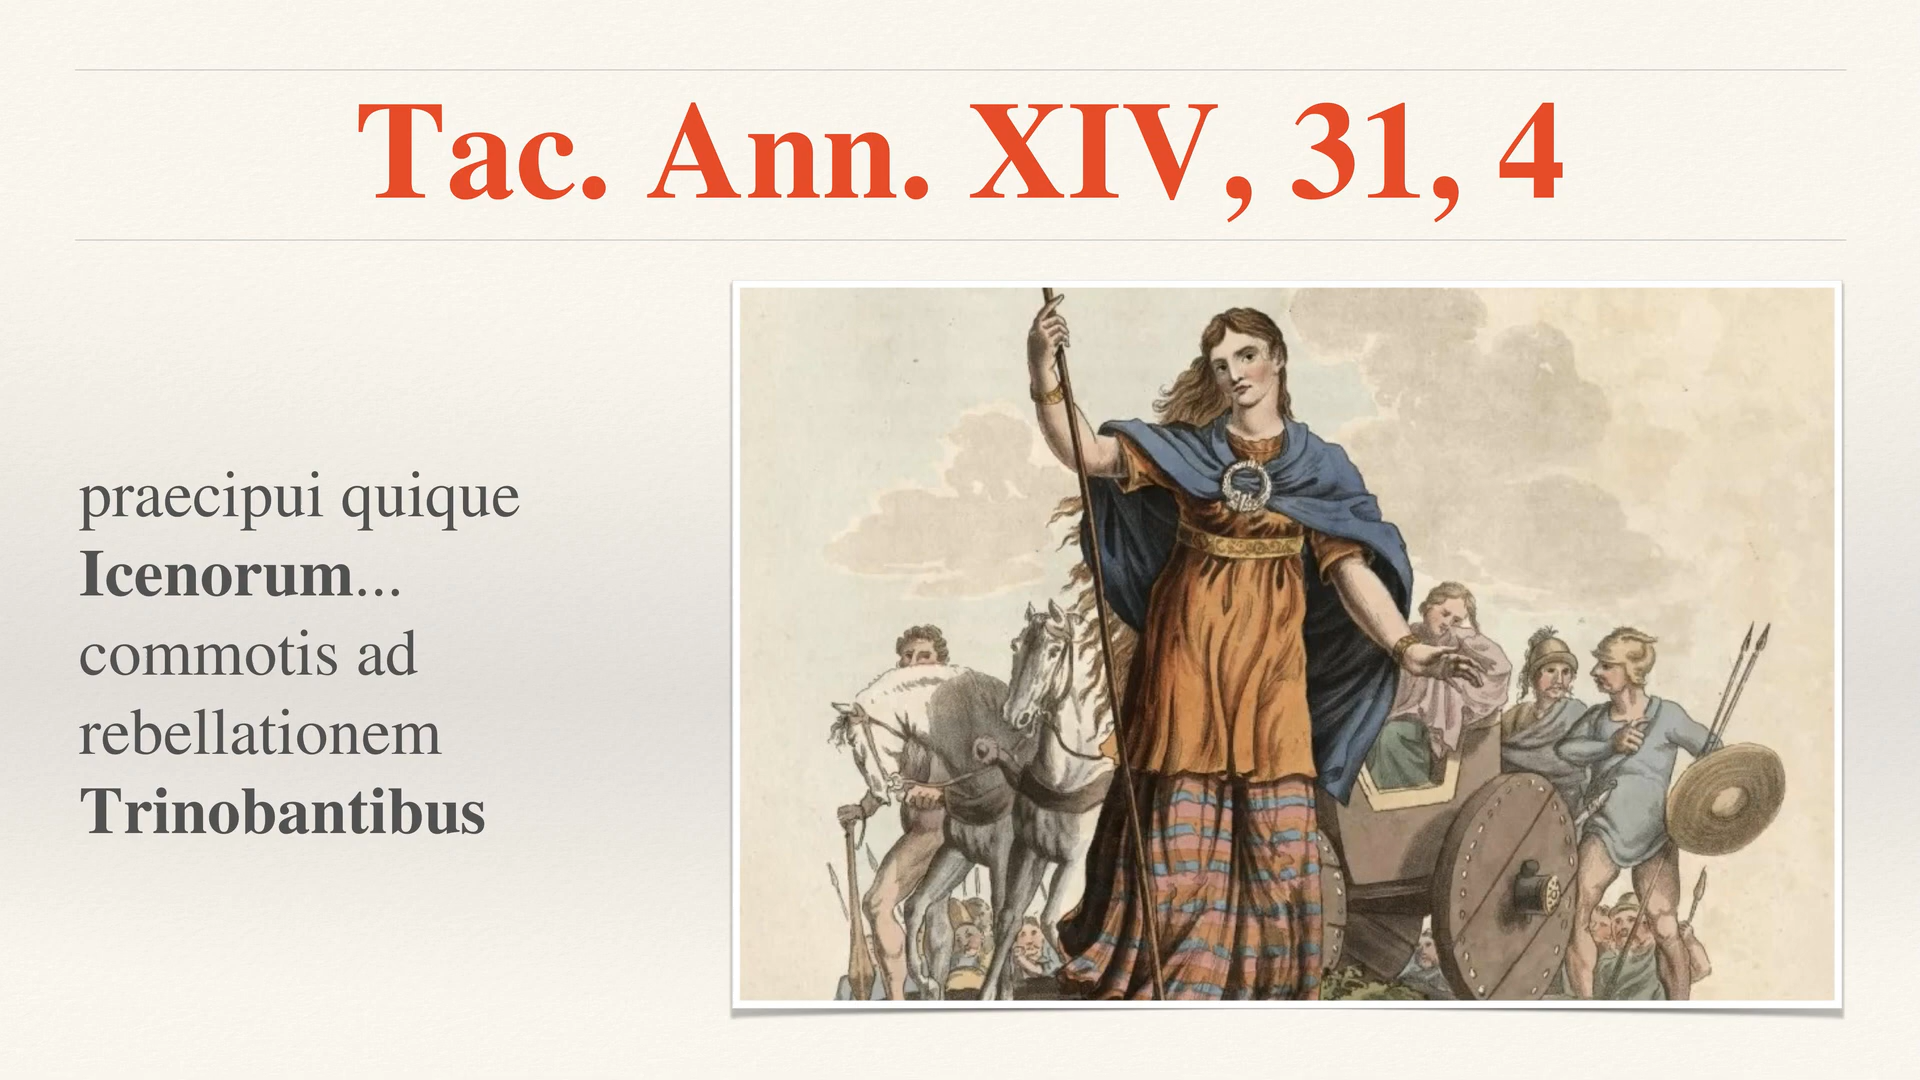 Tac. Ann. XIV, 31, 4
praecipui quique
Icenorum...
commotis ad
rebellationem
Trinobantibus